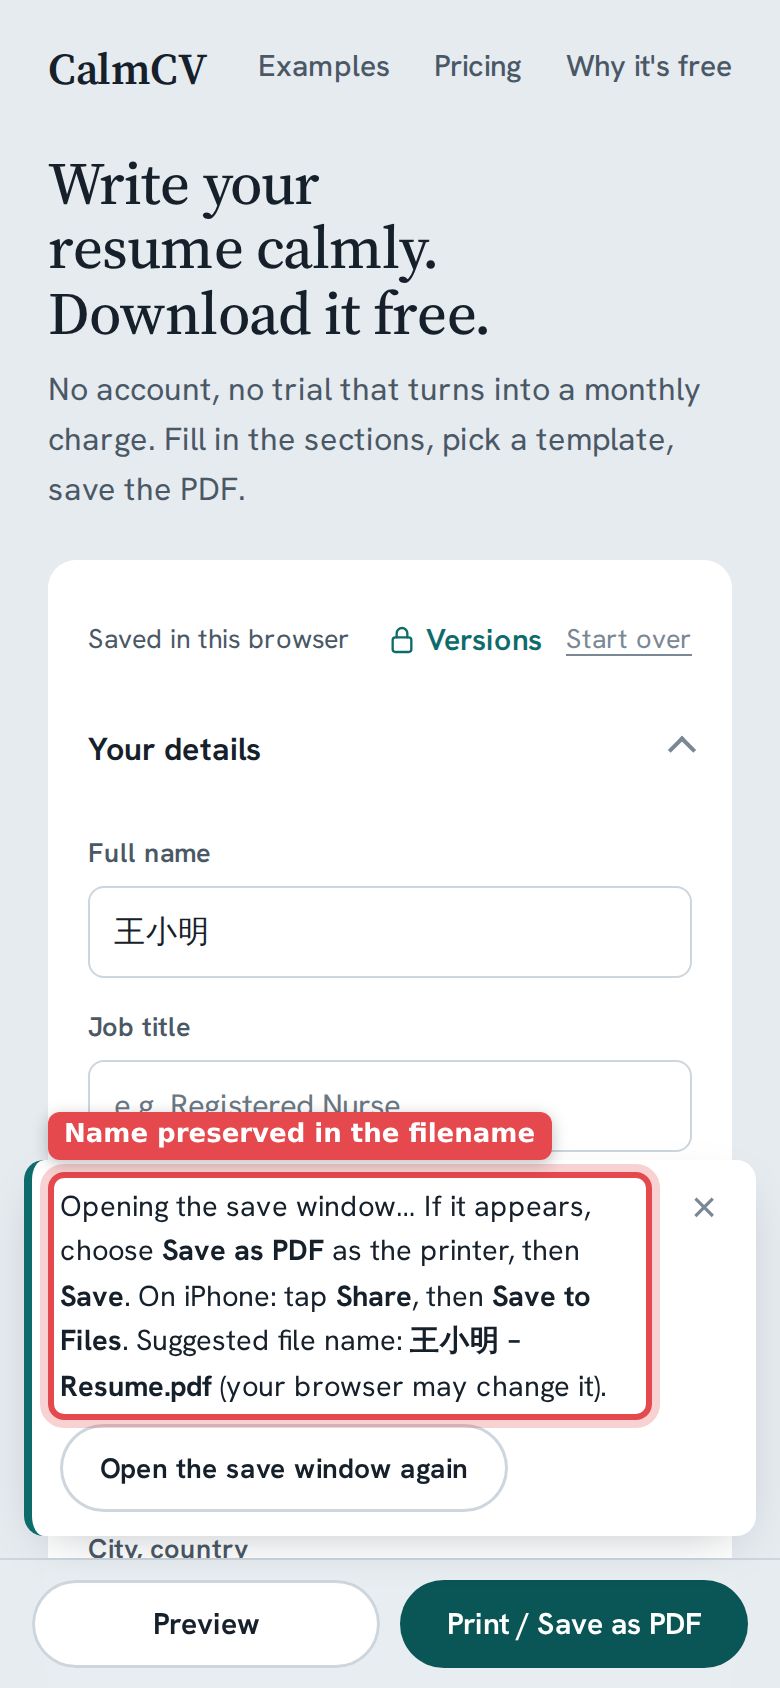 CalmCV Examples Pricing Why it's free
Write your
resume calmly.
Download it free.
No account, no trial that turns into a monthly
charge. Fill in the sections, pick a template,
save the PDF.
Saved in this browser Versions Start over
Your details
Full name
王小明
Job title
e.g. Registered Nurse
Name preserved in the filename
Opening the save window... If it appears,
choose Save as PDF as the printer, then
Save. On iPhone: tap Share, then Save to
Files. Suggested file name: 王小明 –
Resume.pdf (your browser may change it).
Open the save window again
City, country
Preview Print / Save as PDF